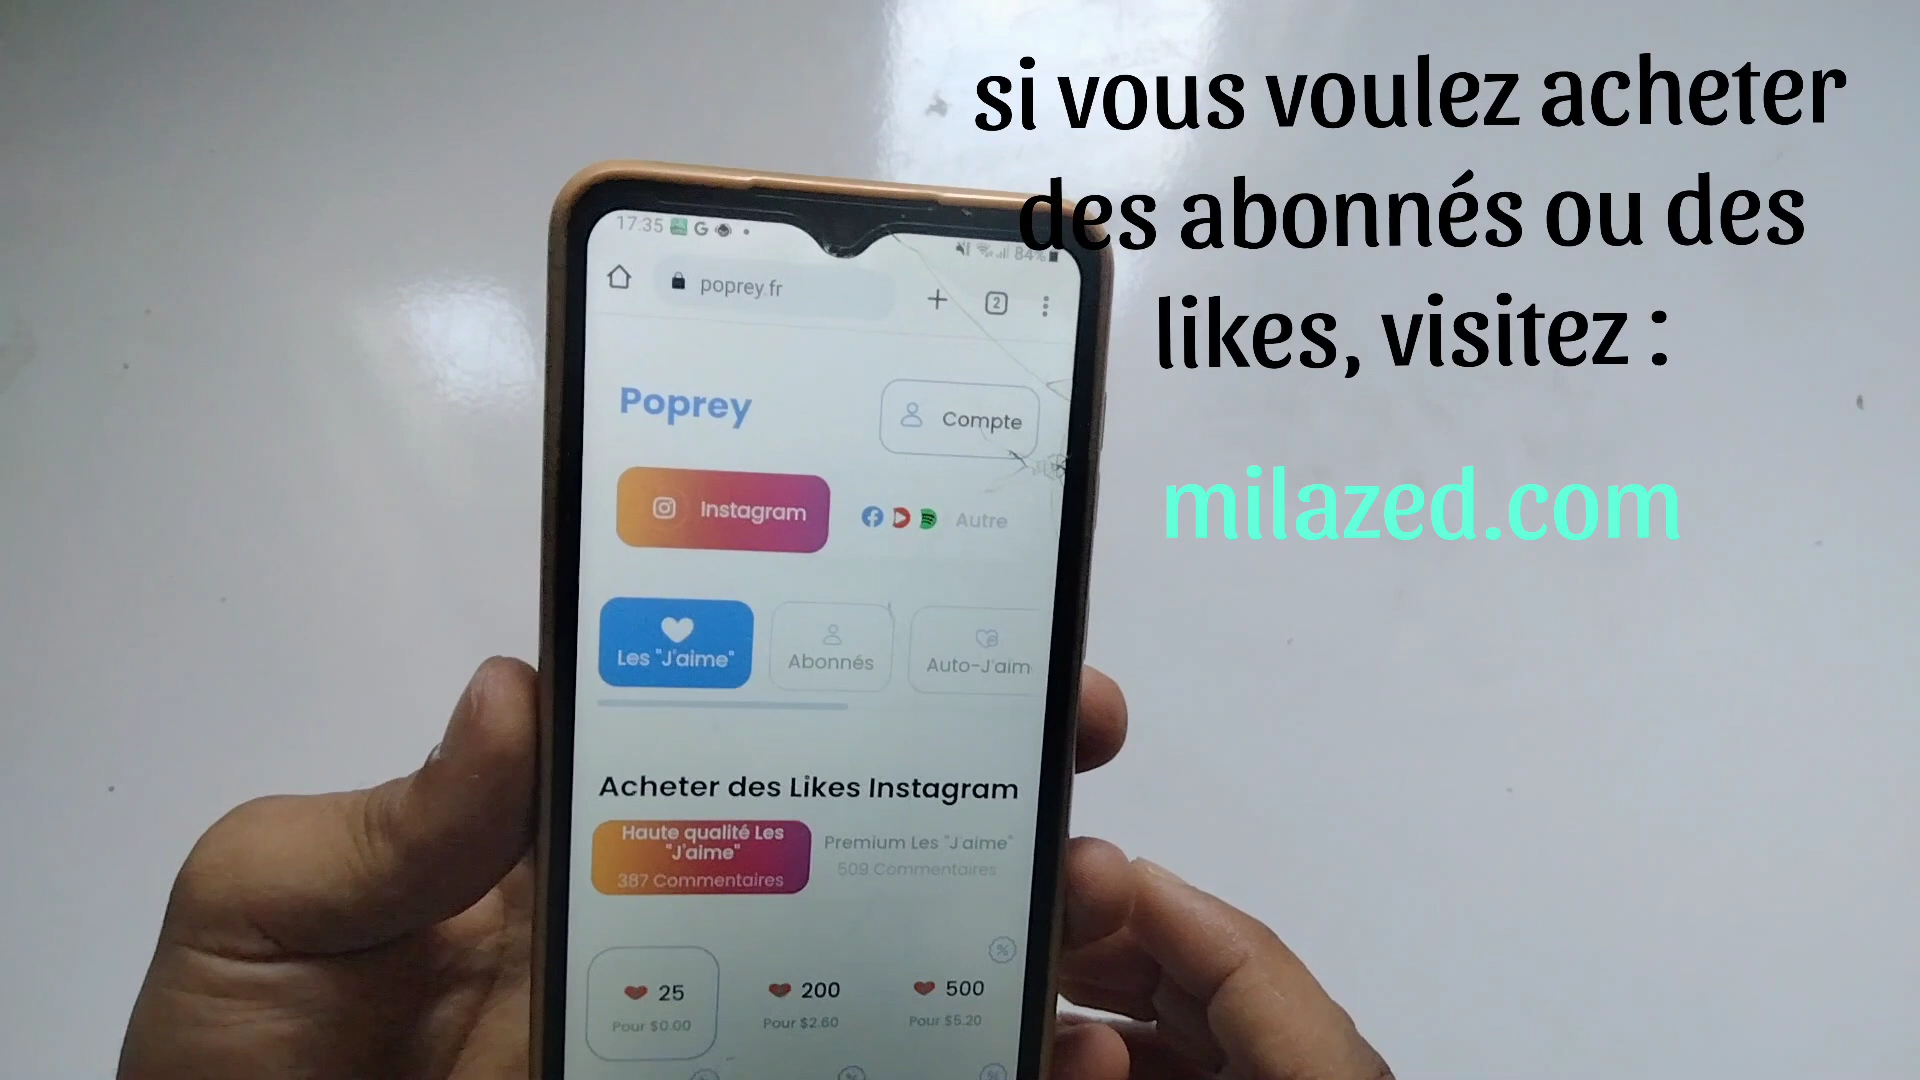 si vous voulez acheter
des abonnés ou des
likes, visitez :
milazed.com
17:35 G
84%
poprey.fr
2
Poprey
Compte
Instagram
Autre
Les "J'aime"
Abonnés
Auto-J'aim
Acheter des Likes Instagram
Haute qualité Les
"J'aime"
387 Commentaires
Premium Les "J'aime"
509 Commentaires
25
Pour $0.00
200
Pour $2.60
500
Pour $5.20